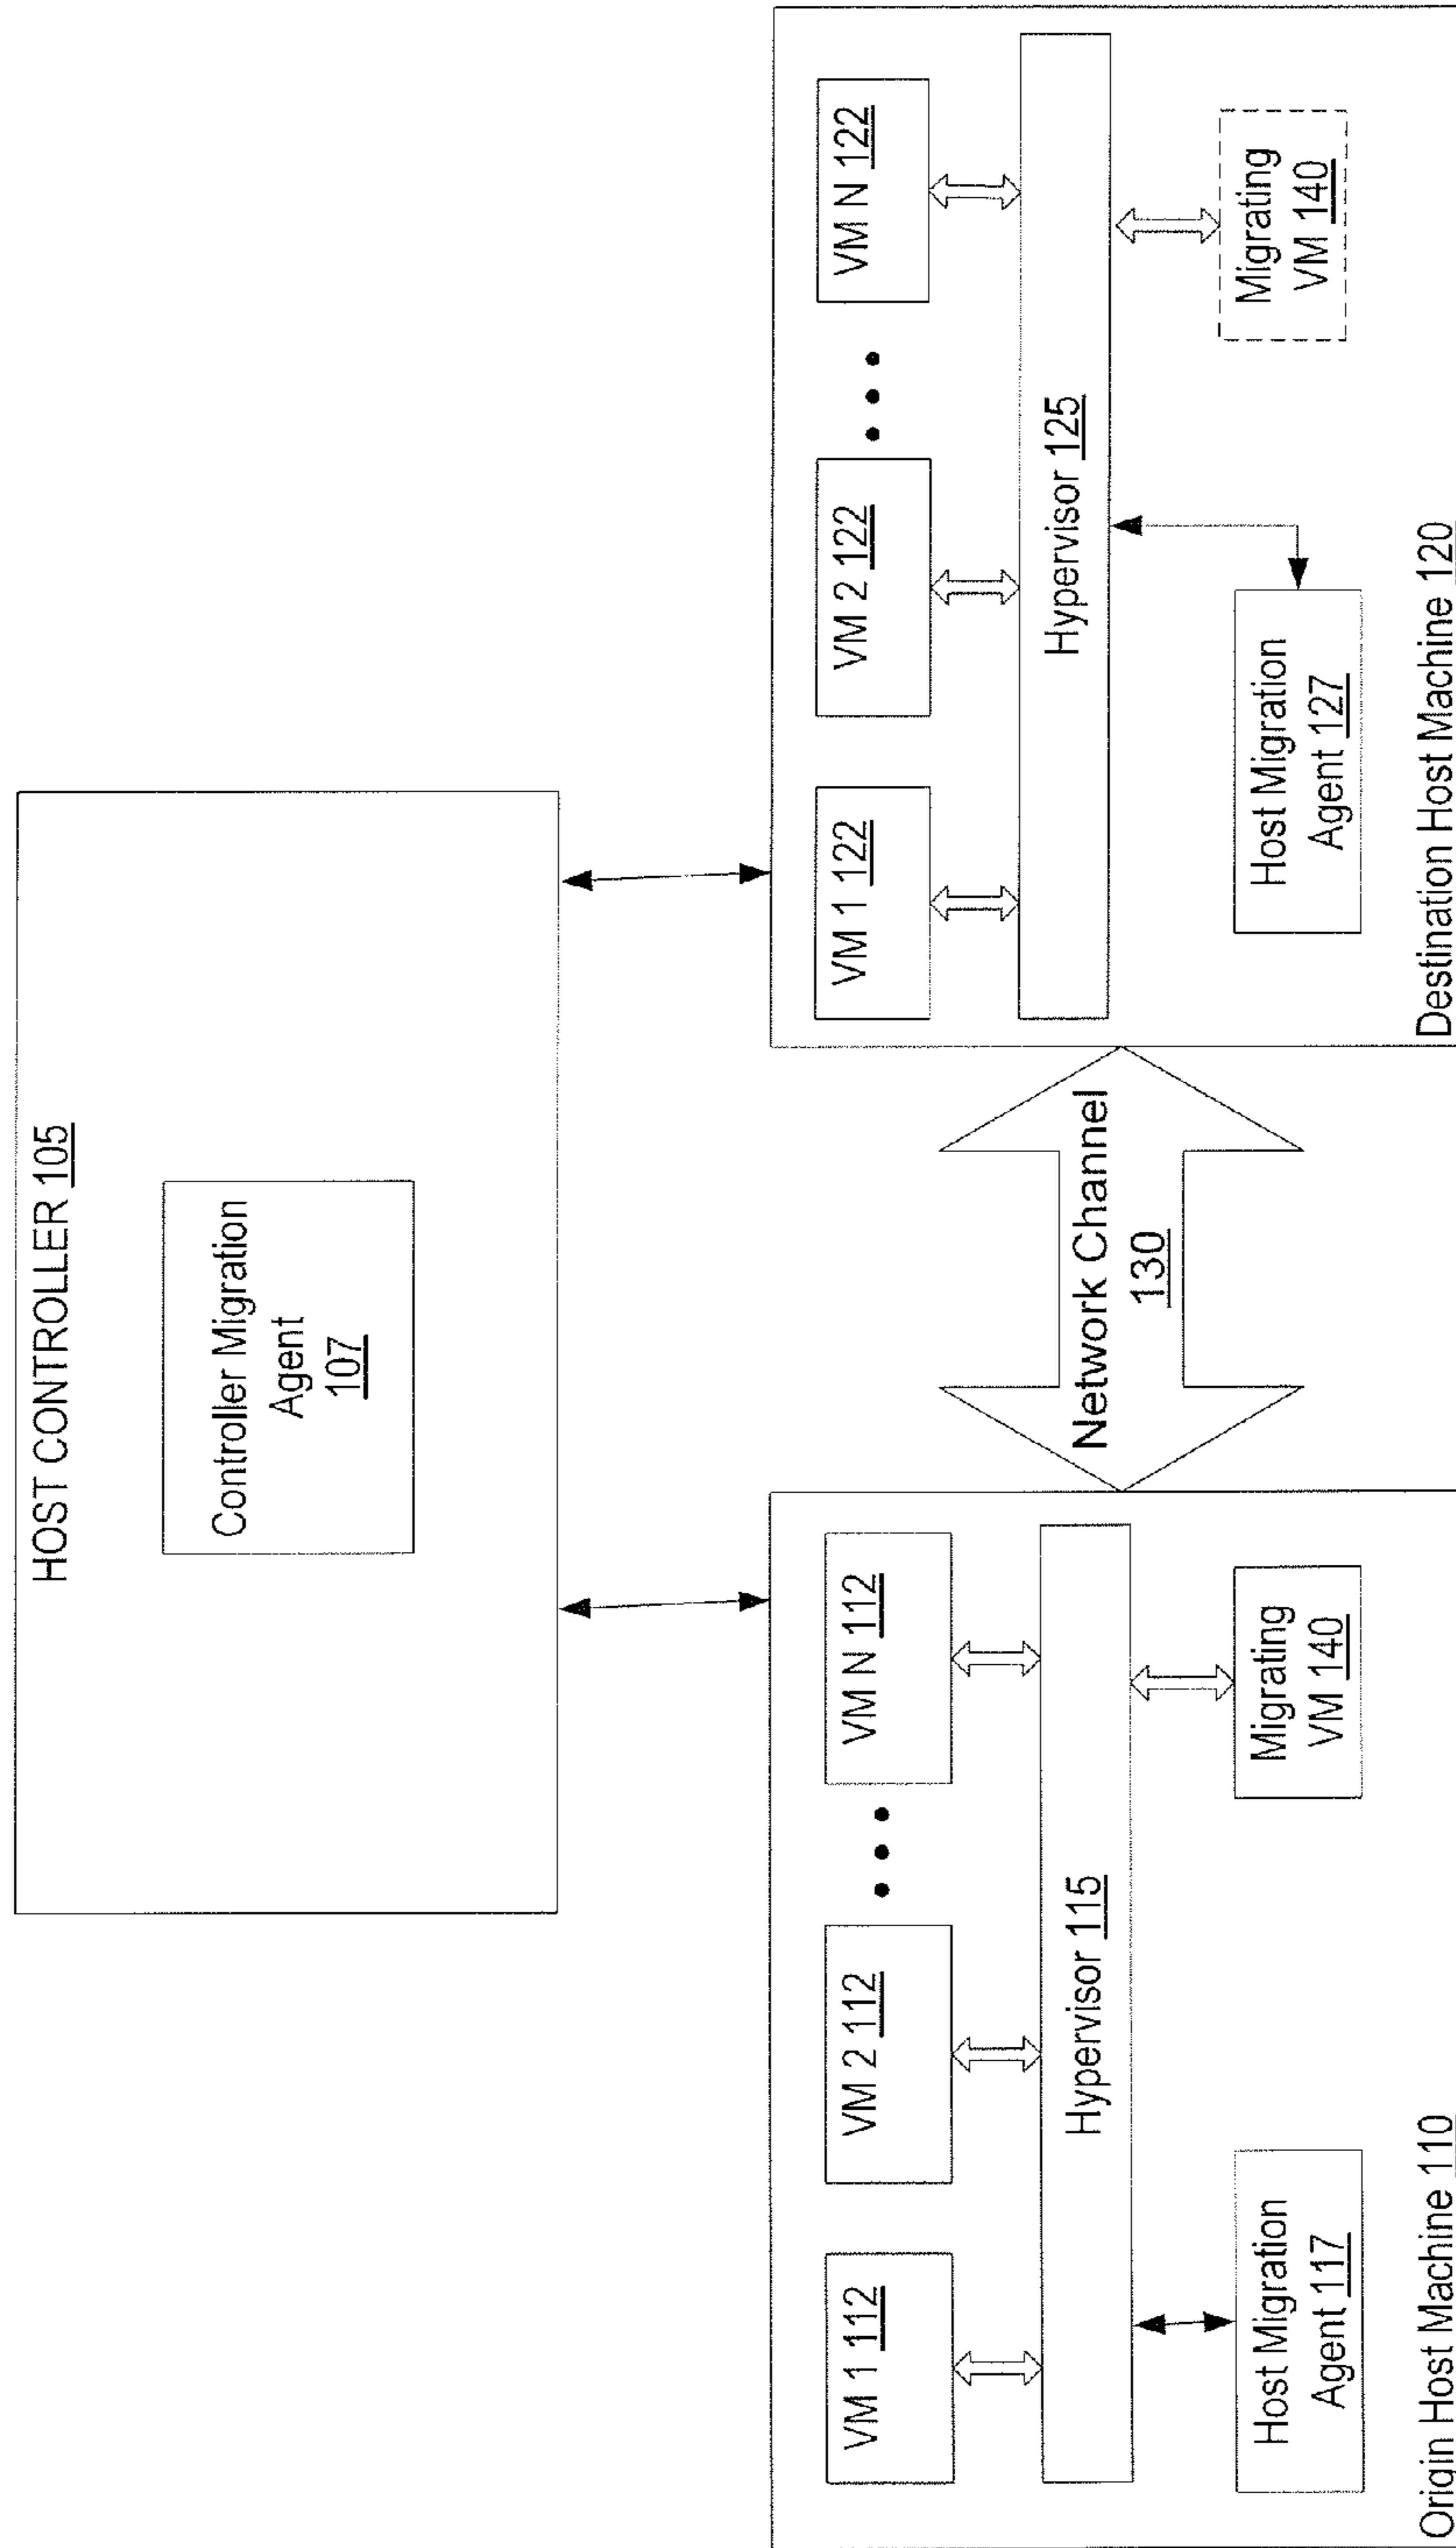 HOST CONTROLLER 105
Controller Migration
Agent
107
VM 1 112
VM 2 112
VM N 112
Hypervisor 115
Host Migration
Agent 117
Migrating
VM 140
Origin Host Machine 110
Network Channel
130
VM 1 122
VM 2 122
VM N 122
Hypervisor 125
Host Migration
Agent 127
Migrating
VM 140
Destination Host Machine 120